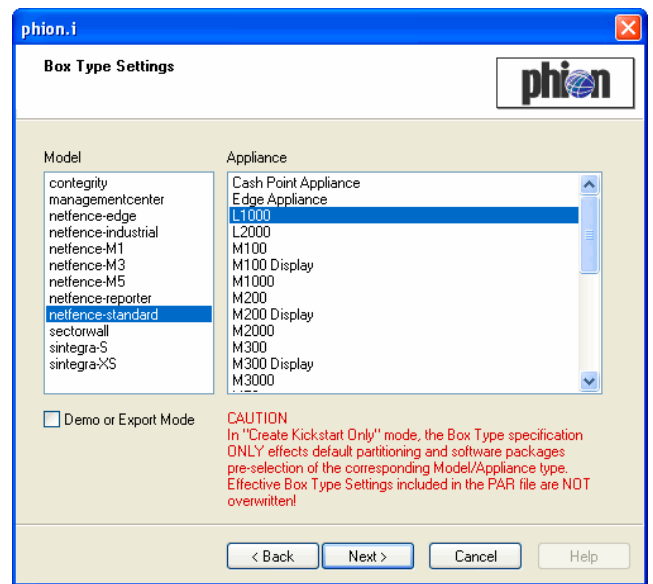 phion.i
Box Type Settings
phion
Model
Appliance
contegrity
managementcenter
netfence-edge
netfence-industrial
netfence-M1
netfence-M3
netfence-M5
netfence-reporter
netfence-standard
sectorwall
sintegra-S
sintegra-XS
Cash Point Appliance
Edge Appliance
L1000
L2000
M100
M100 Display
M1000
M200
M200 Display
M2000
M300
M300 Display
M3000
Demo or Export Mode
CAUTION
In "Create Kickstart Only" mode, the Box Type specification
ONLY effects default partitioning and software packages
pre-selection of the corresponding Model/Appliance type.
Effective Box Type Settings included in the PAR file are NOT
overwritten!
< Back
Next >
Cancel
Help